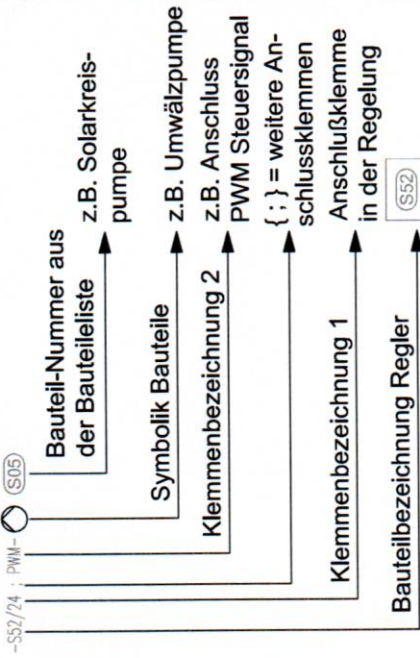 -S52/24 ; PWM- S05
Bauteil-Nummer aus
der Bauteileliste
z.B. Solarkreis-
pumpe
Symbolik Bauteile
z.B. Umwälzpumpe
Klemmenbezeichnung 2
z.B. Anschluss
PWM Steuersignal
{ ; } = weitere An-
schlussklemmen
Klemmenbezeichnung 1
Anschlußklemme
in der Regelung
Bauteilbezeichnung Regler
S52